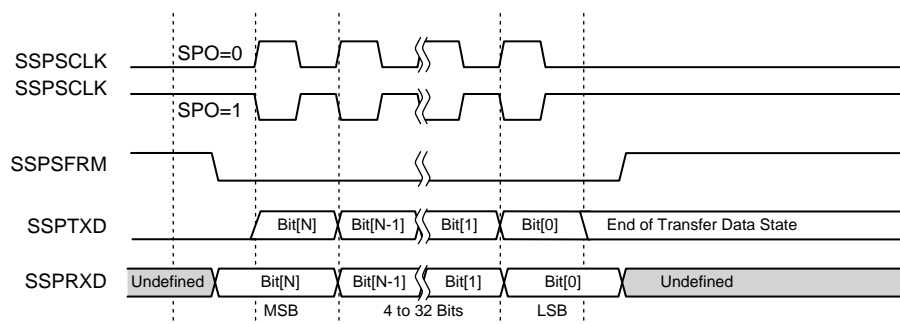 SSPSCLK SPO=0
SSPSCLK
SPO=1
SSPSFRM
SSPTXD Bit[N] Bit[N-1] Bit[1] Bit[0] End of Transfer Data State
SSPRXD Undefined Bit[N] Bit[N-1] Bit[1] Bit[0] Undefined
MSB 4 to 32 Bits LSB